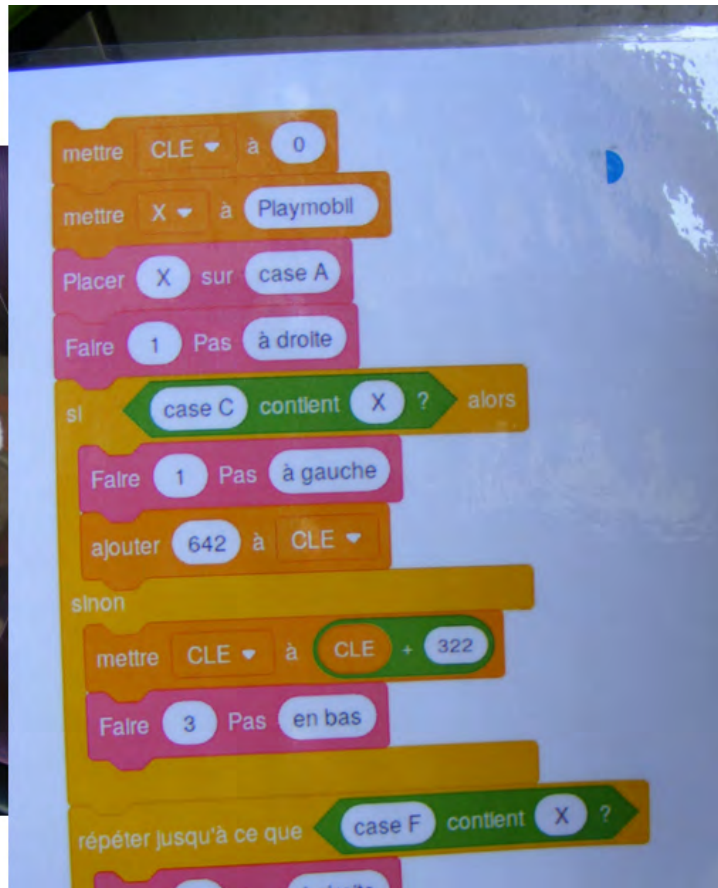 mettre CLE à 0
mettre X à Playmobil
Placer X sur case A
Faire 1 Pas à droite
si case C contient X ? alors
Faire 1 Pas à gauche
ajouter 642 à CLE
sinon
mettre CLE à CLE + 322
Faire 3 Pas en bas
répéter jusqu'à ce que case F contient X ?